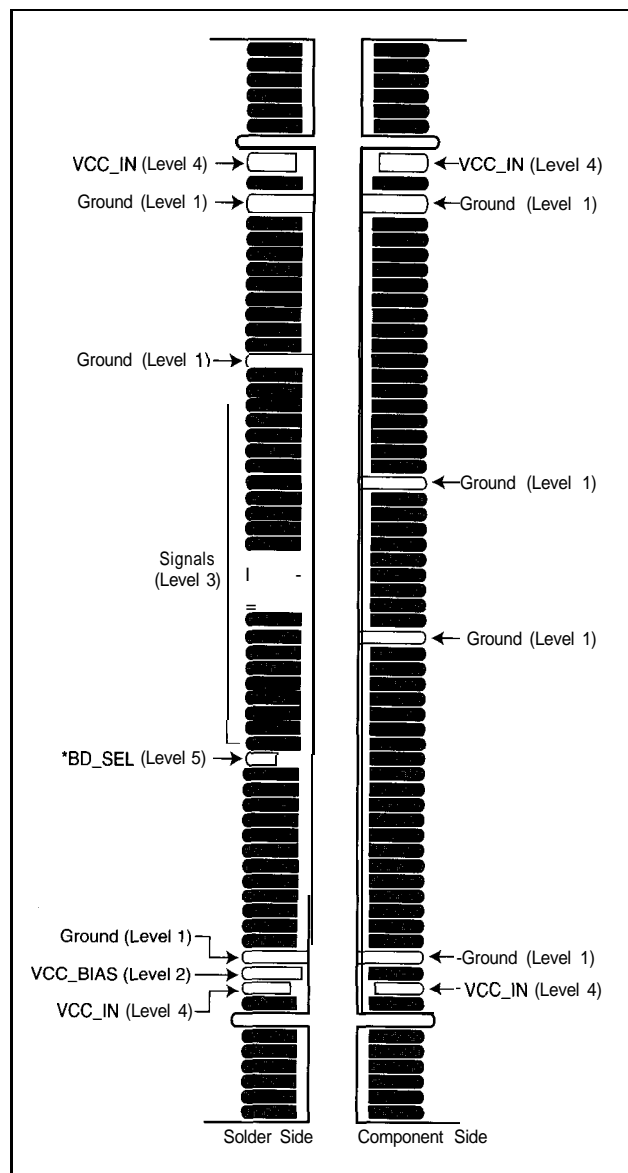 VCC_IN (Level 4)
VCC_IN (Level 4)
Ground (Level 1)
Ground (Level 1)
Ground (Level 1)
Ground (Level 1)
Signals
(Level 3)
Ground (Level 1)
*BD_SEL (Level 5)
Ground (Level 1)
Ground (Level 1)
VCC_BIAS (Level 2)
VCC_IN (Level 4)
VCC_IN (Level 4)
Solder Side
Component Side